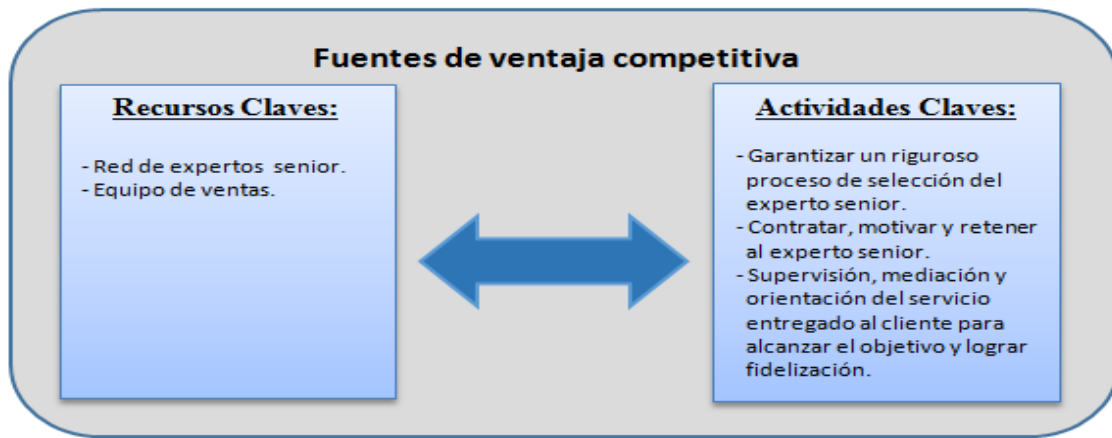 Fuentes de ventaja competitiva
Recursos Claves:
- Red de expertos senior.
- Equipo de ventas.
Actividades Claves:
- Garantizar un riguroso
proceso de selección del
experto senior.
- Contratar, motivar y retener
al experto senior.
- Supervisión, mediación y
orientación del servicio
entregado al cliente para
alcanzar el objetivo y lograr
fidelización.